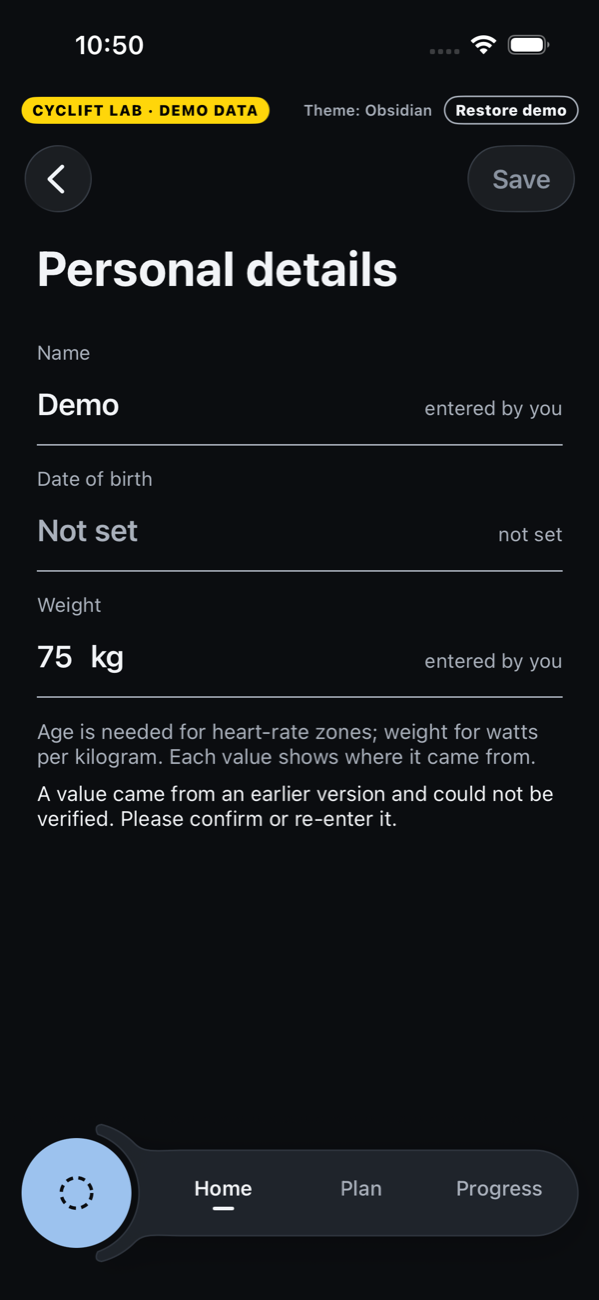 10:50
CYCLIFT LAB · DEMO DATA
Theme: Obsidian
Restore demo
Save
Personal details
Name
Demo
entered by you
Date of birth
Not set
not set
Weight
75 kg
entered by you
Age is needed for heart-rate zones; weight for watts
per kilogram. Each value shows where it came from.
A value came from an earlier version and could not be
verified. Please confirm or re-enter it.
Home
Plan
Progress